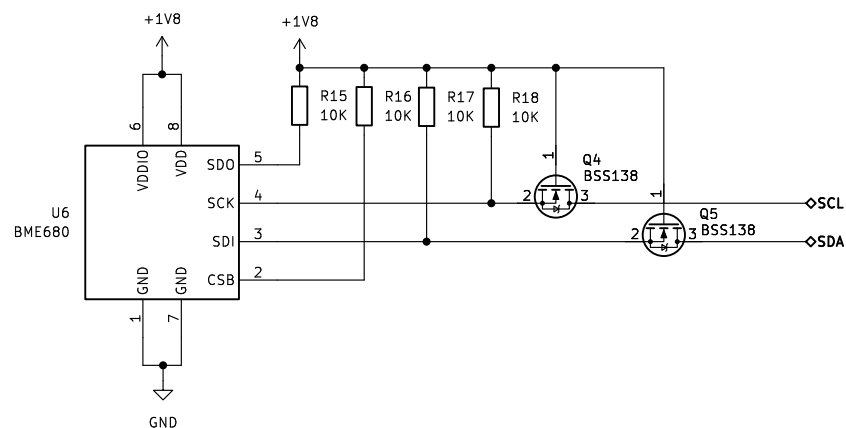 +1V8
+1V8
6
8
VDDIO
VDD
R15
10K
R16
10K
R17
10K
R18
10K
SDO
5
SCK
4
U6
BME680
SDI
3
CSB
2
GND
GND
1
7
GND
1
Q4
BSS138
2
3
1
Q5
BSS138
2
3
SCL
SDA